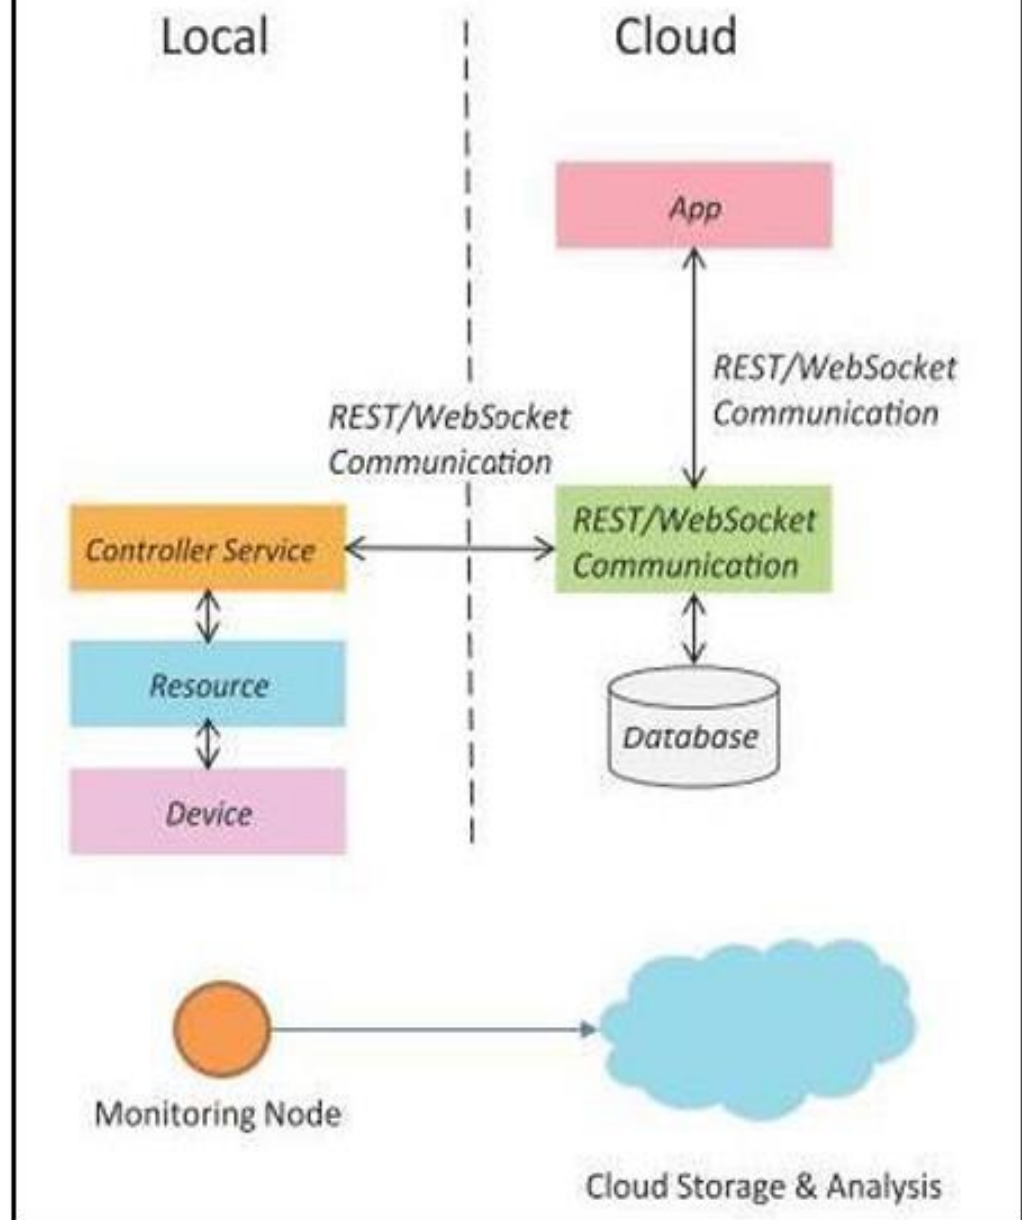 Local
Cloud
App
REST/WebSocket
Communication
REST/WebSocket
Communication
Controller Service
REST/WebSocket
Communication
Resource
Database
Device
Monitoring Node
Cloud Storage & Analysis